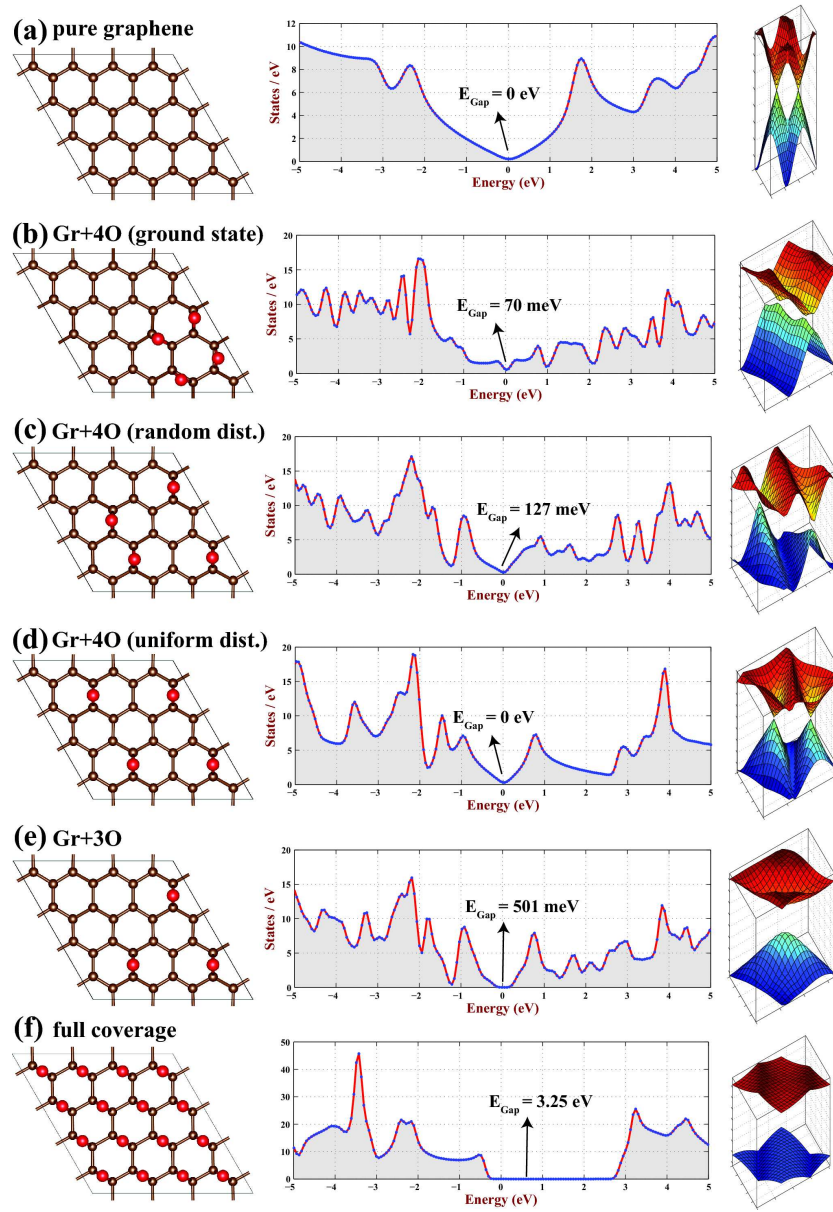 (a) pure graphene
12
10
8
6
4
2
0
States / eV
E_Gap = 0 eV
−5 −4 −3 −2 −1 0 1 2 3 4 5
Energy (eV)
(b) Gr+4O (ground state)
20
15
10
5
0
States / eV
E_Gap = 70 meV
−5 −4 −3 −2 −1 0 1 2 3 4 5
Energy (eV)
(c) Gr+4O (random dist.)
20
15
10
5
0
States / eV
E_Gap = 127 meV
−5 −4 −3 −2 −1 0 1 2 3 4 5
Energy (eV)
(d) Gr+4O (uniform dist.)
20
15
10
5
0
States / eV
E_Gap = 0 eV
−5 −4 −3 −2 −1 0 1 2 3 4 5
Energy (eV)
(e) Gr+3O
20
15
10
5
0
States / eV
E_Gap = 501 meV
−5 −4 −3 −2 −1 0 1 2 3 4 5
Energy (eV)
(f) full coverage
50
40
30
20
10
0
States / eV
E_Gap = 3.25 eV
−5 −4 −3 −2 −1 0 1 2 3 4 5
Energy (eV)